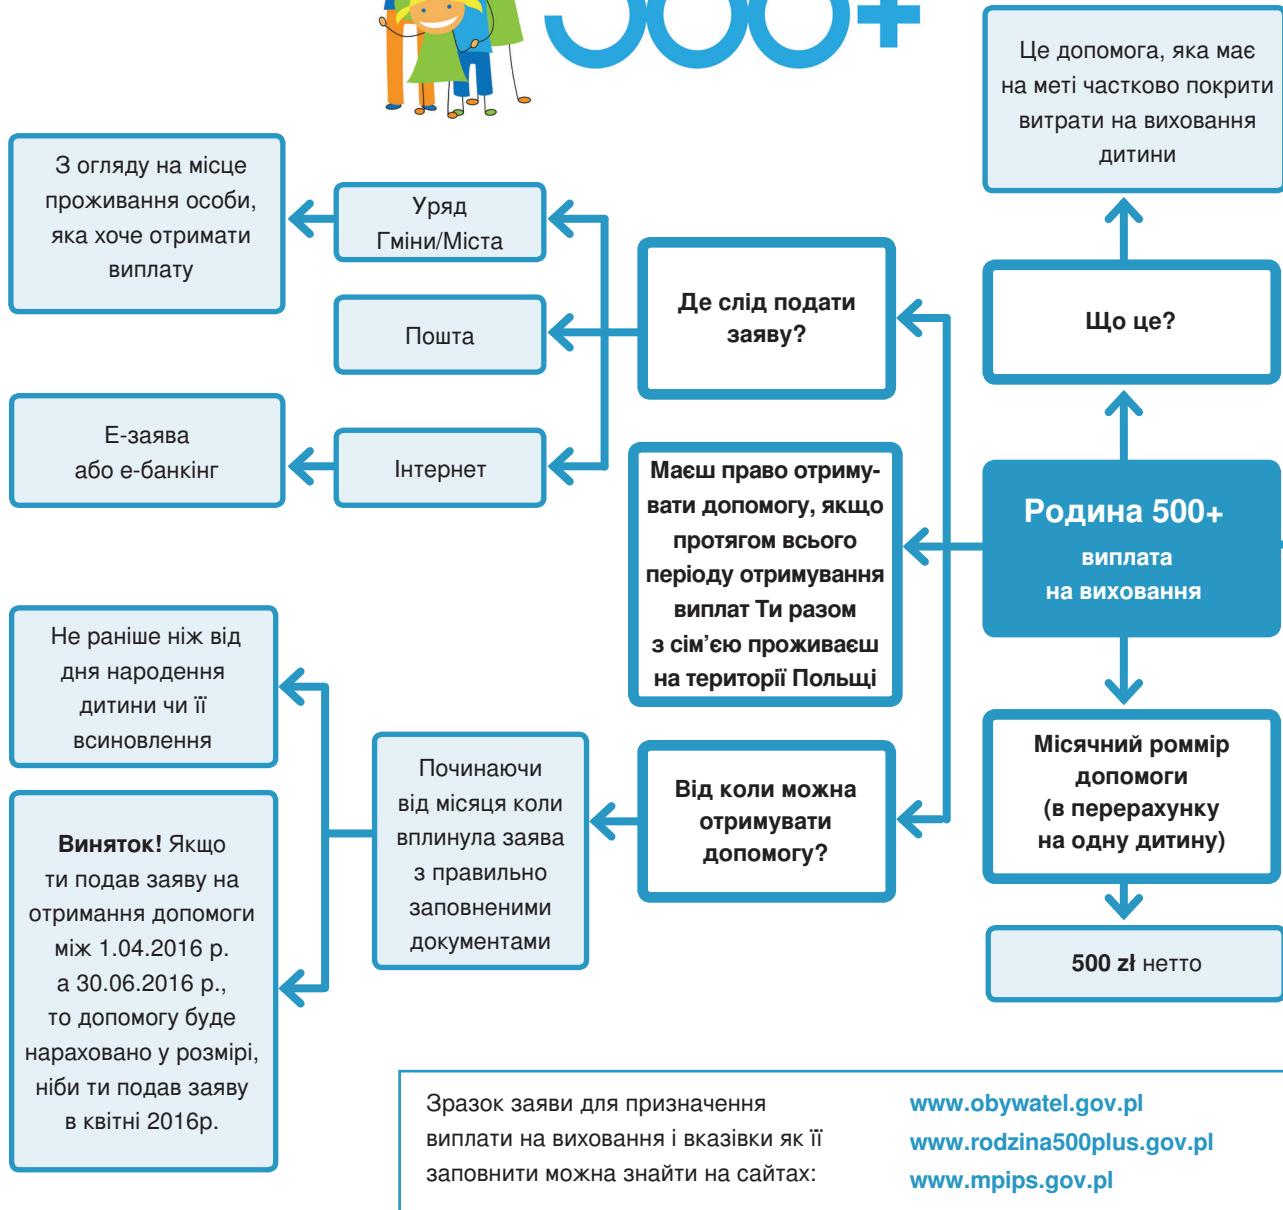 500+
Це допомога, яка має
на меті частково покрити
витрати на виховання
дитини
З огляду на місце
проживання особи,
яка хоче отримати
виплату
Уряд
Гміни/Міста
Де слід подати
заяву?
Що це?
Пошта
Е-заява
або е-банкінг
Інтернет
Маєш право отриму-
вати допомогу, якщо
протягом всього
періоду отримування
виплат Ти разом
з сім’єю проживаєш
на території Польщі
Родина 500+
виплата
на виховання
Не раніше ніж від
дня народення
дитини чи її
всиновлення
Починаючи
від місяця коли
вплинула заява
з правильно
заповненими
документами
Від коли можна
отримувати
допомогу?
Місячний роммір
допомоги
(в перерахунку
на одну дитину)
Виняток! Якщо
ти подав заяву на
отримання допомоги
між 1.04.2016 р.
а 30.06.2016 р.,
то допомогу буде
нараховано у розмірі,
ніби ти подав заяву
в квітні 2016р.
500 zł нетто
Зразок заяви для призначення
виплати на виховання і вказівки як її
заповнити можна знайти на сайтах:
www.obywatel.gov.pl
www.rodzina500plus.gov.pl
www.mpips.gov.pl